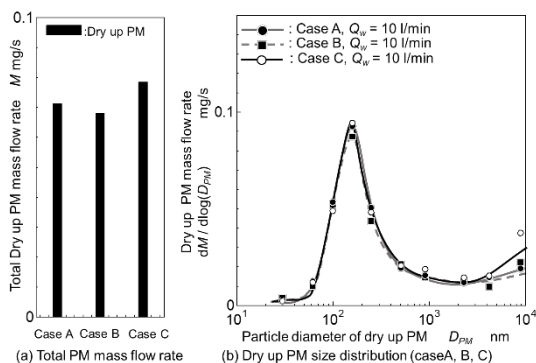 0.1
Total Dry up PM mass flow rate M mg/s
:Dry up PM
0
Case A Case B Case C
(a) Total PM mass flow rate
: Case A, Qw = 10 l/min
: Case B, Qw = 10 l/min
: Case C, Qw = 10 l/min
Dry up PM mass flow rate
dM / dlog(DPM) mg/s
0.1
0
10^1 10^2 10^3 10^4
Particle diameter of dry up PM DPM nm
(b) Dry up PM size distribution (caseA, B, C)